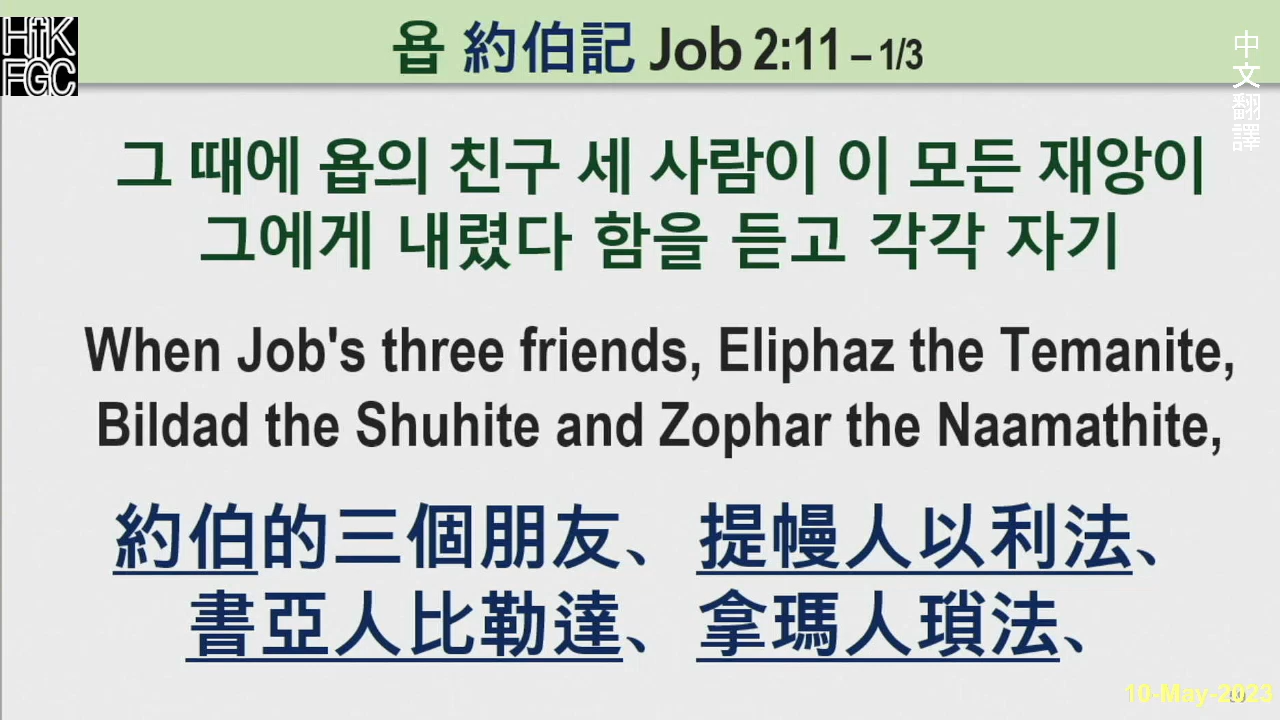 HfK
FGC
욥 約伯記 Job 2:11 – 1/3
中文翻譯
그 때에 욥의 친구 세 사람이 이 모든 재앙이
그에게 내렸다 함을 듣고 각각 자기
When Job's three friends, Eliphaz the Temanite,
Bildad the Shuhite and Zophar the Naamathite,
約伯的三個朋友、提幔人以利法、
書亞人比勒達、拿瑪人瑣法、
10-May-2023